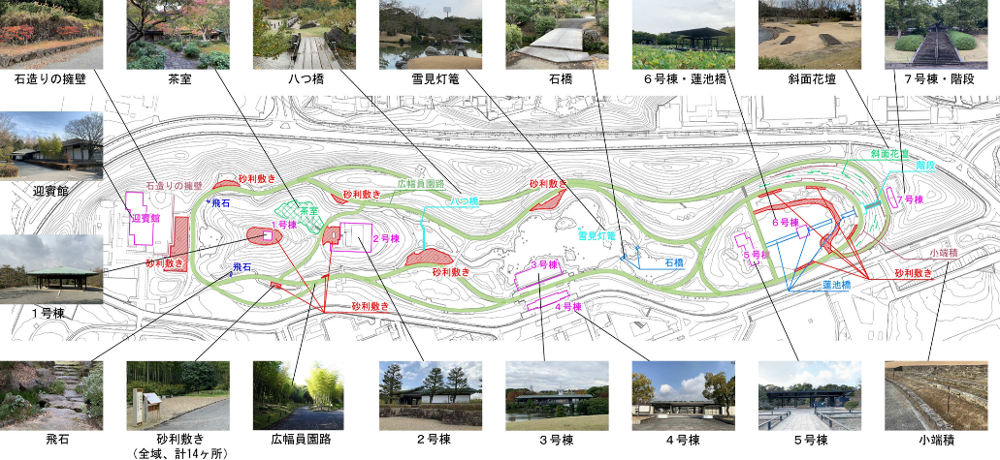 石造りの擁壁
茶室
八つ橋
雪見灯篭
石橋
６号棟・蓮池橋
斜面花壇
７号棟・階段
迎賓館
１号棟
石造りの擁壁
砂利敷き
広幅員園路
砂利敷き
斜面花壇
階段
飛石
茶室
砂利敷き
八つ橋
７号棟
迎賓館
１号棟
２号棟
雪見灯篭
６号棟
砂利敷き
飛石
砂利敷き
３号棟
石橋
５号棟
小端積
砂利敷き
蓮池橋
砂利敷き
４号棟
飛石
砂利敷き
（全域、計14ヶ所）
広幅員園路
２号棟
３号棟
４号棟
５号棟
小端積